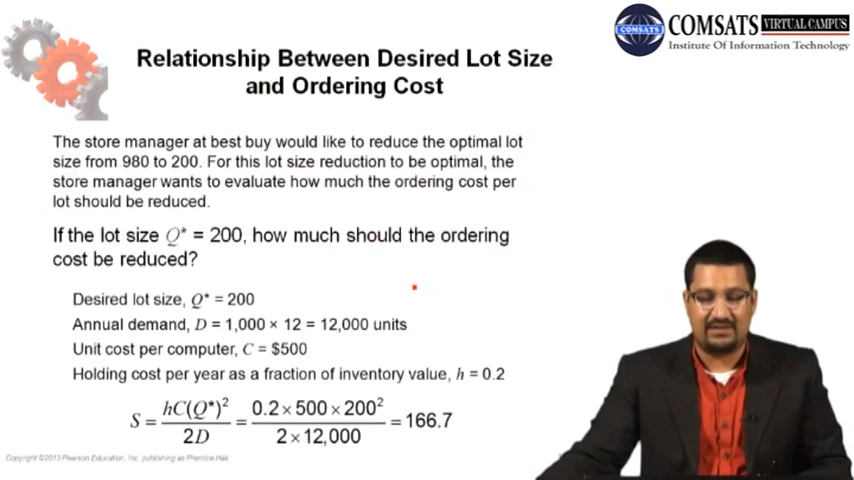 COMSATS
COMSATS VIRTUAL CAMPUS
Institute Of Information Technology
Relationship Between Desired Lot Size
and Ordering Cost
The store manager at best buy would like to reduce the optimal lot
size from 980 to 200. For this lot size reduction to be optimal, the
store manager wants to evaluate how much the ordering cost per
lot should be reduced.
If the lot size Q* = 200, how much should the ordering
cost be reduced?
Desired lot size, Q* = 200
Annual demand, D = 1,000 × 12 = 12,000 units
Unit cost per computer, C = $500
Holding cost per year as a fraction of inventory value, h = 0.2
S = hC(Q*)² / 2D = 0.2 × 500 × 200² / 2 × 12,000 = 166.7
Copyright ©2013 Pearson Education, Inc. publishing as Prentice Hall